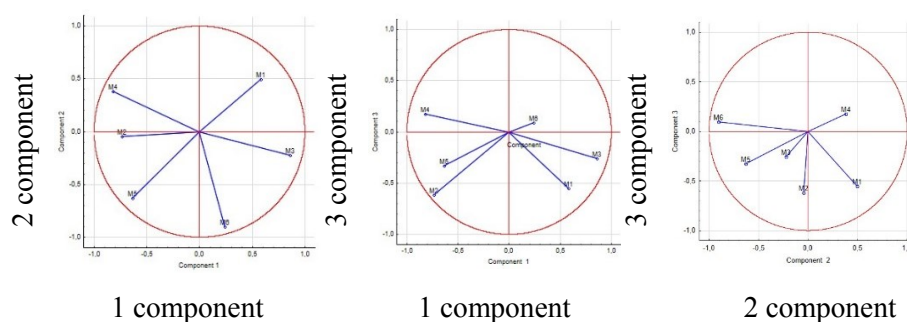 2 component
Component 2
1,0
0,5
0,0
-0,5
-1,0
M1
M4
M2
M3
M5
M6
-1,0 -0,5 0,0 0,5 1,0
Component 1
1 component
3 component
Component 3
1,0
0,5
0,0
-0,5
-1,0
M4
M6
Component
M3
M5
M1
M2
-1,0 -0,5 0,0 0,5 1,0
Component 1
1 component
3 component
Component 3
1,0
0,5
0,0
-0,5
-1,0
M6
M4
M3
M5
M2
M1
-1,0 -0,5 0,0 0,5 1,0
Component 2
2 component